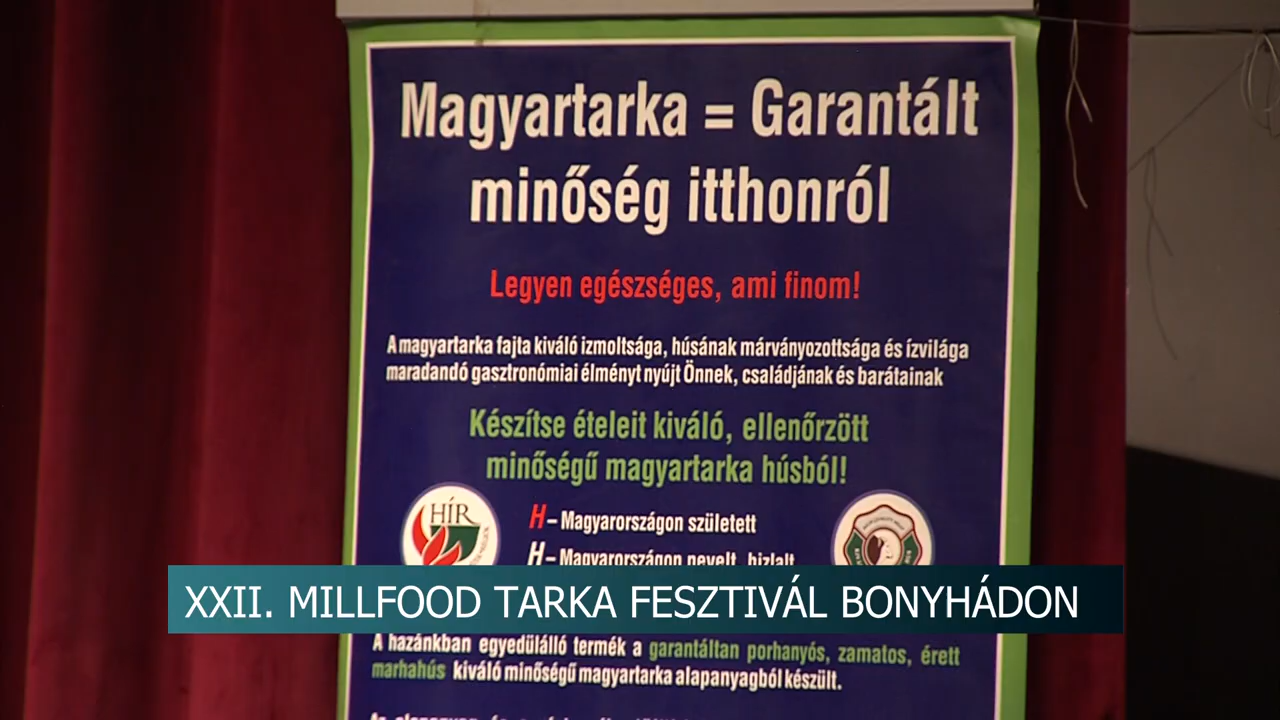 Magyartarka = Garantált
minőség itthonról
Legyen egészséges, ami finom!
A magyartarka fajta kiváló izmoltsága, húsának márványozottsága és ízvilága
maradandó gasztronómiai élményt nyújt Önnek, családjának és barátainak
Készítse ételeit kiváló, ellenőrzött
minőségű magyartarka húsból!
HÍR
H – Magyarországon született
H – Magyarországon nevelt, hizlalt
XXII. MILLFOOD TARKA FESZTIVÁL BONYHÁDON
A hazánkban egyedülálló termék a garantáltan porhanyós, zamatos, érett
marhahús kiváló minőségű magyartarka alapanyagból készült.